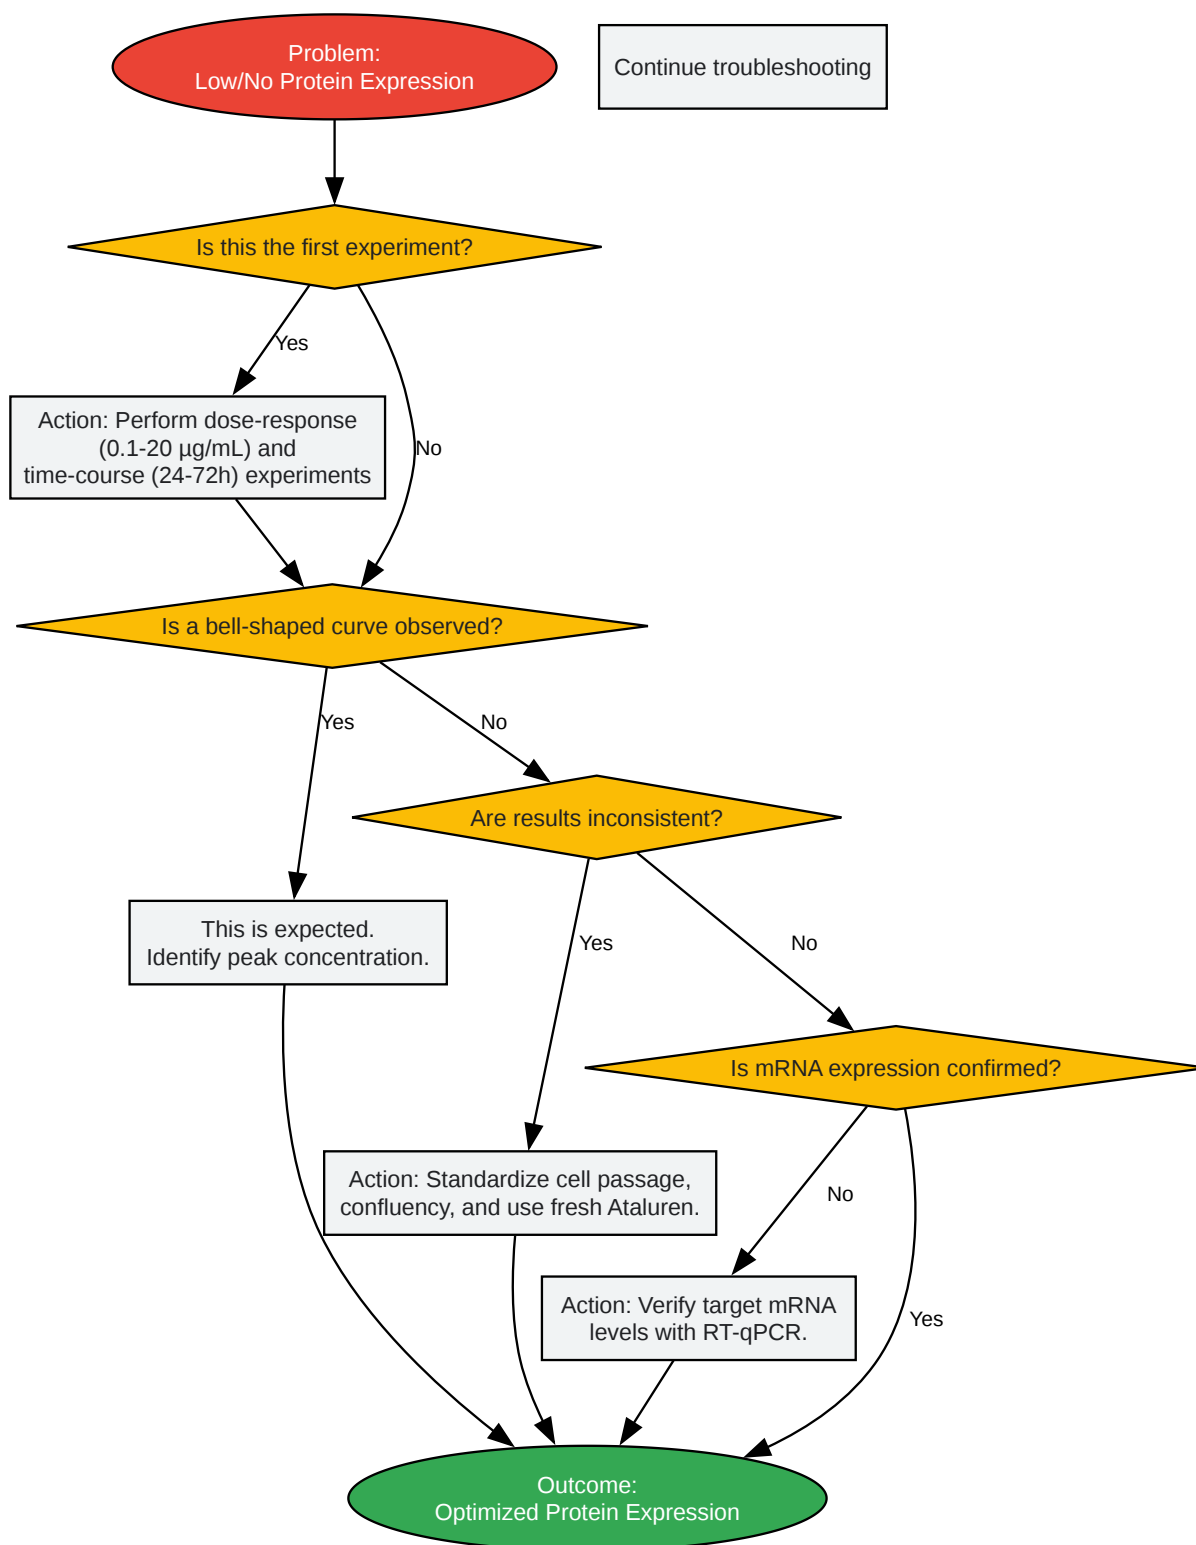 Problem:
Low/No Protein Expression
Continue troubleshooting
Is this the first experiment?
Yes
Action: Perform dose-response
(0.1-20 µg/mL) and
time-course (24-72h) experiments
No
Is a bell-shaped curve observed?
Yes
No
Are results inconsistent?
This is expected.
Identify peak concentration.
Yes
No
Is mRNA expression confirmed?
Action: Standardize cell passage,
confluency, and use fresh Ataluren.
No
Action: Verify target mRNA
levels with RT-qPCR.
Yes
Outcome:
Optimized Protein Expression